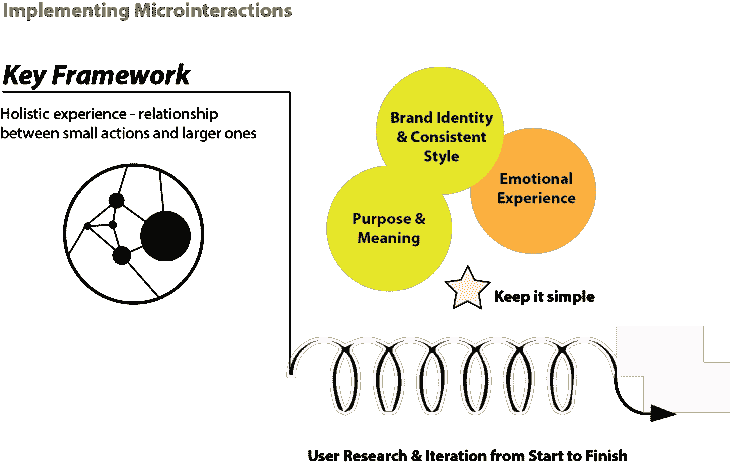 Implementing Microinteractions
Key Framework
Holistic experience - relationship
between small actions and larger ones
Brand Identity
& Consistent
Style
Emotional
Experience
Purpose &
Meaning
Keep it simple
User Research & Iteration from Start to Finish